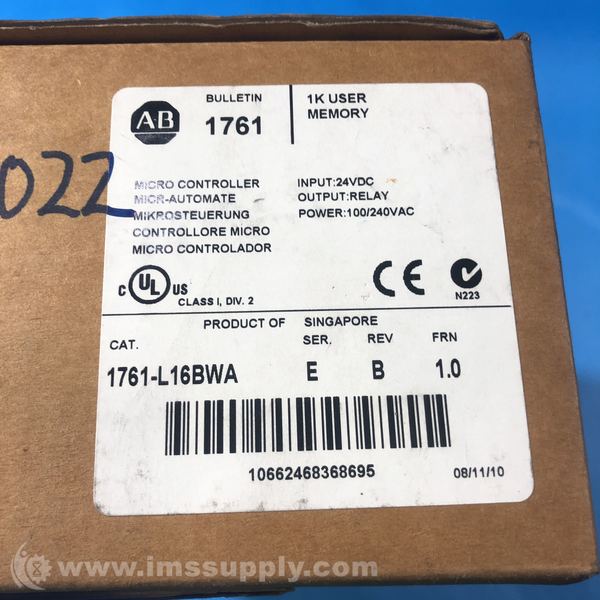 022
AB
BULLETIN
1761
1K USER
MEMORY
MICRO CONTROLLER
MICR-AUTOMATE
MIKROSTEUERUNG
CONTROLLORE MICRO
MICRO CONTROLADOR
INPUT:24VDC
OUTPUT:RELAY
POWER:100/240VAC
C UL US
CLASS I, DIV. 2
CE
N223
PRODUCT OF SINGAPORE
CAT. SER. REV FRN
1761-L16BWA E B 1.0
10662468368695
08/11/10
www.imssupply.com